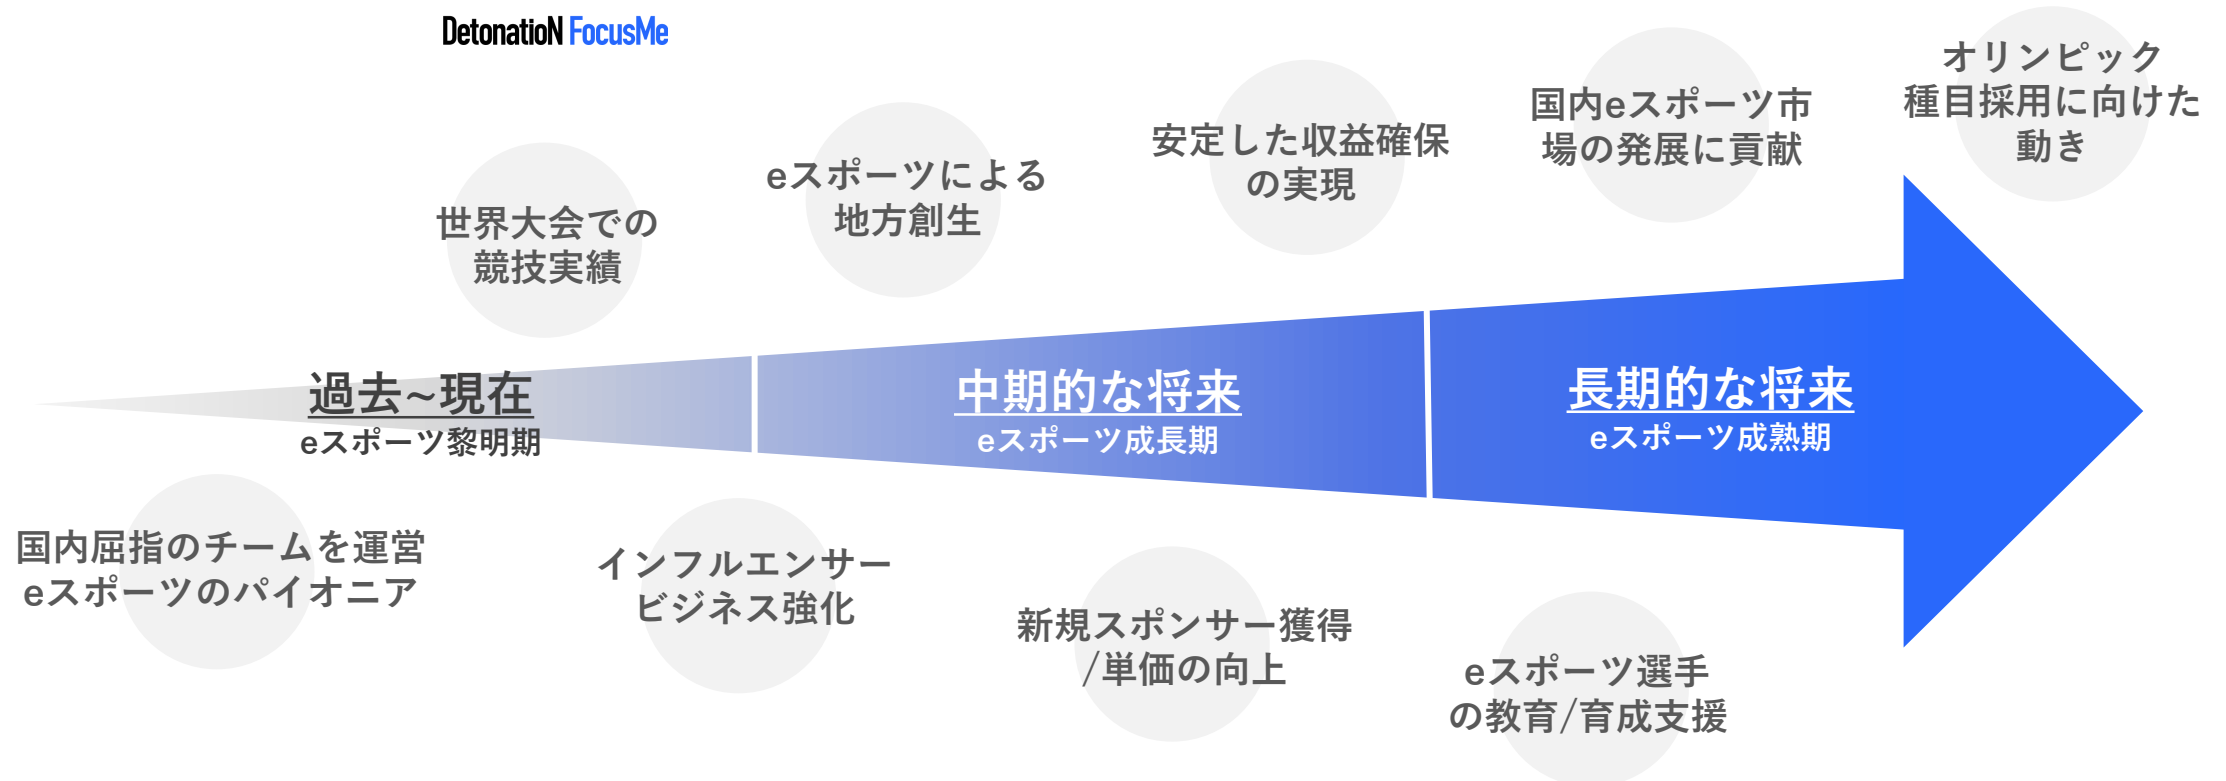 DetonatioN FocusMe
世界大会での
競技実績
eスポーツによる
地方創生
安定した収益確保
の実現
国内eスポーツ市
場の発展に貢献
オリンピック
種目採用に向けた
動き
過去~現在
eスポーツ黎明期
中期的な将来
eスポーツ成長期
長期的な将来
eスポーツ成熟期
国内屈指のチームを運営
eスポーツのパイオニア
インフルエンサー
ビジネス強化
新規スポンサー獲得
/単価の向上
eスポーツ選手
の教育/育成支援